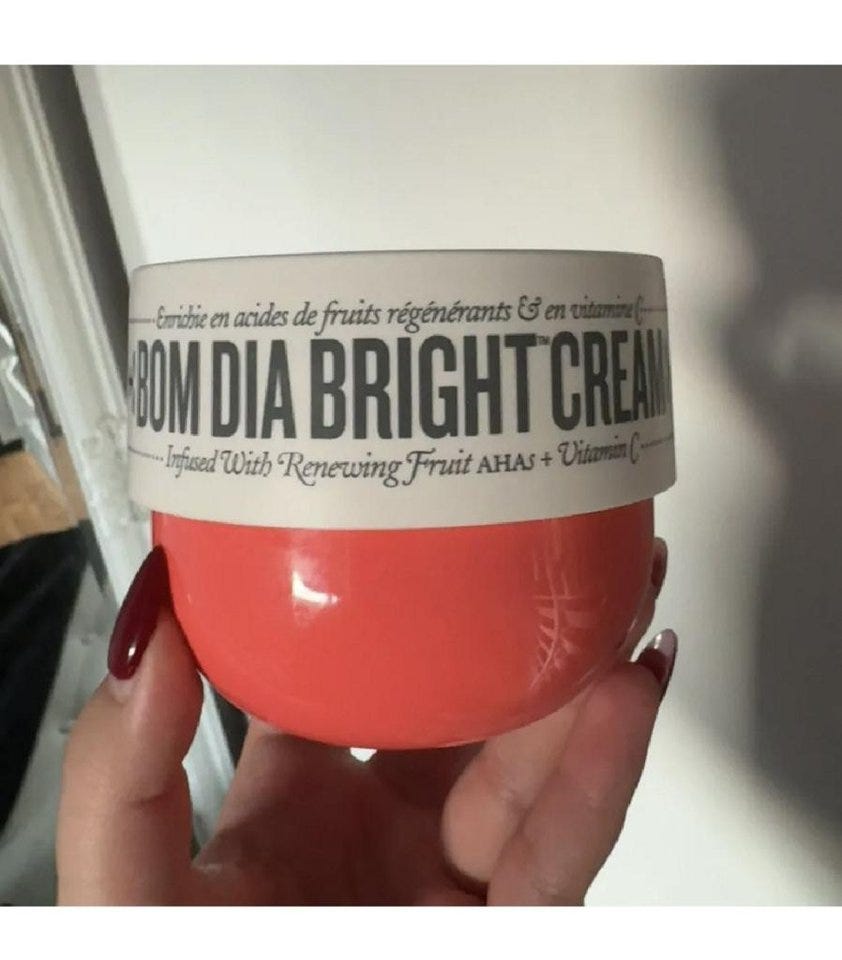 Enrichie en acides de fruits régénérants & en vitamine C
BOM DIA BRIGHT™ CREAM
Infused With Renewing Fruit AHAs + Vitamin C